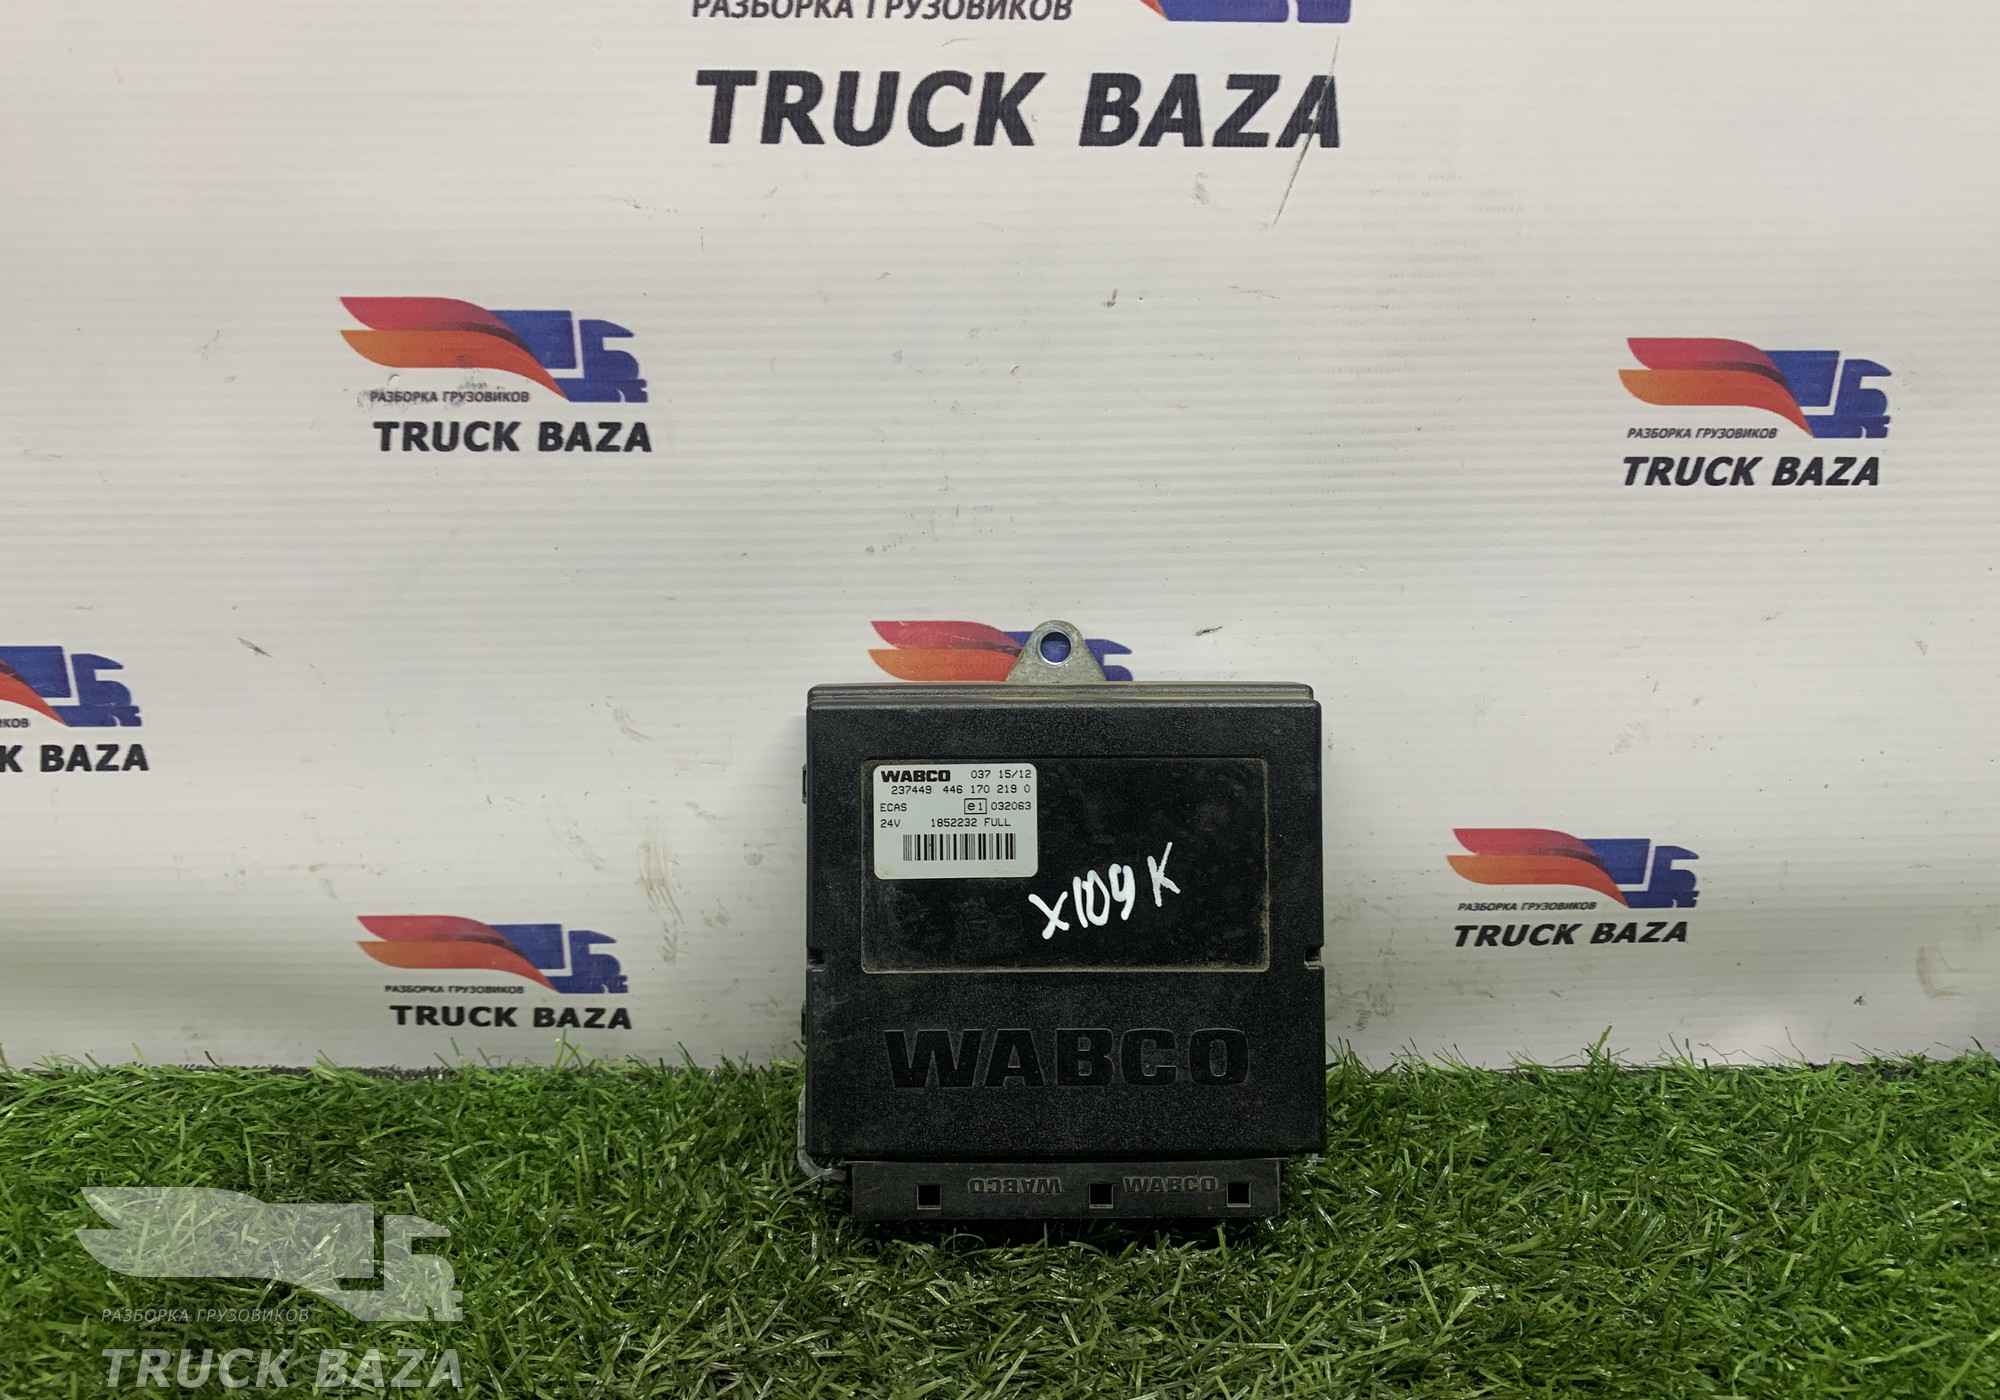 РАЗБОРКА ГРУЗОВИКОВ
TRUCK BAZA
РАЗБОРКА ГРУЗОВИКОВ
TRUCK BAZA
РАЗБОРКА ГРУЗОВИКОВ
TRUCK BAZA
КОВ
K BAZA
WABCO 037 15/12
237449 446 170 219 0
ECAS e1 032063
24V 1852232 FULL
X109K
РАЗБОРКА ГРУЗОВИКОВ
TRUCK BAZA
РАЗБОРКА ГРУЗОВИКОВ
TRUCK BAZA
WABCO
WABCO WABCO
РАЗБОРКА ГРУЗОВИКОВ
TRUCK BAZA